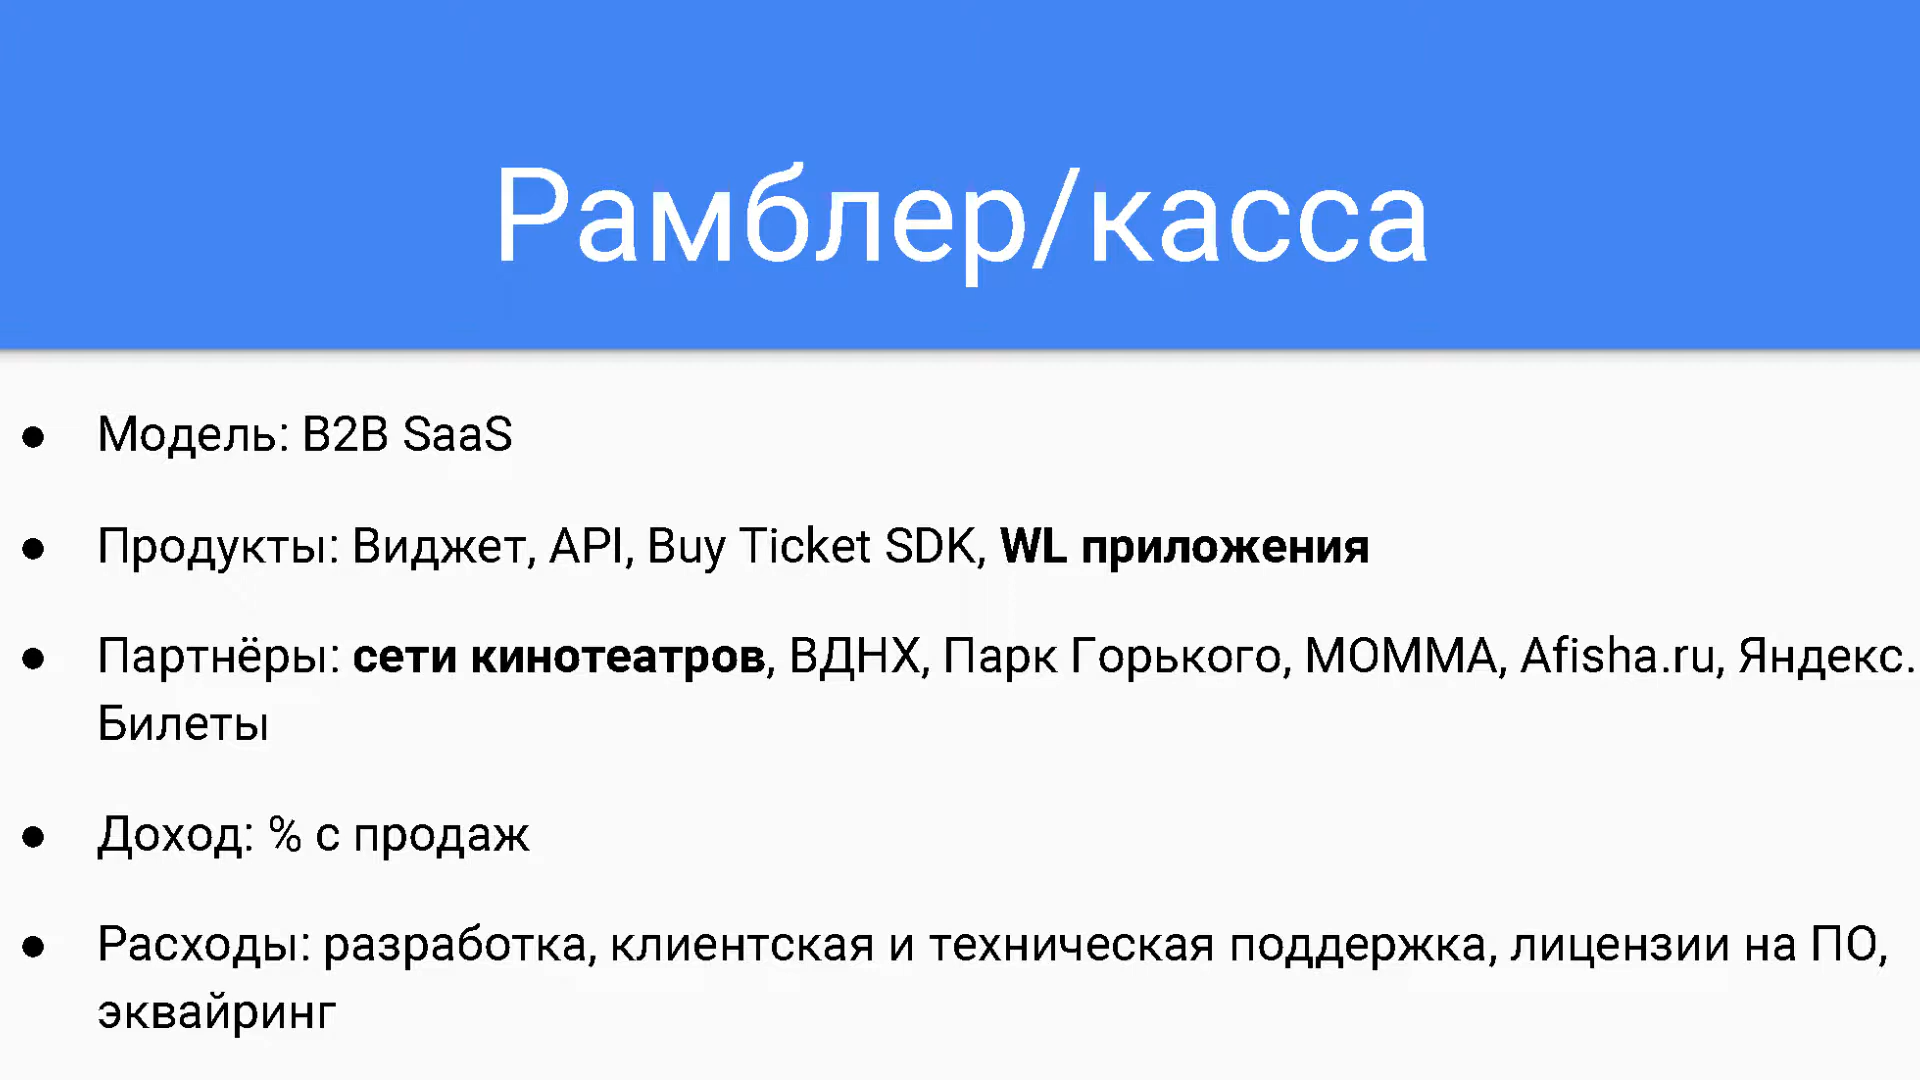 Рамблер/касса
● Модель: B2B SaaS
● Продукты: Виджет, API, Buy Ticket SDK, WL приложения
● Партнёры: сети кинотеатров, ВДНХ, Парк Горького, МОММА, Afisha.ru, Яндекс.
Билеты
● Доход: % с продаж
● Расходы: разработка, клиентская и техническая поддержка, лицензии на ПО,
эквайринг